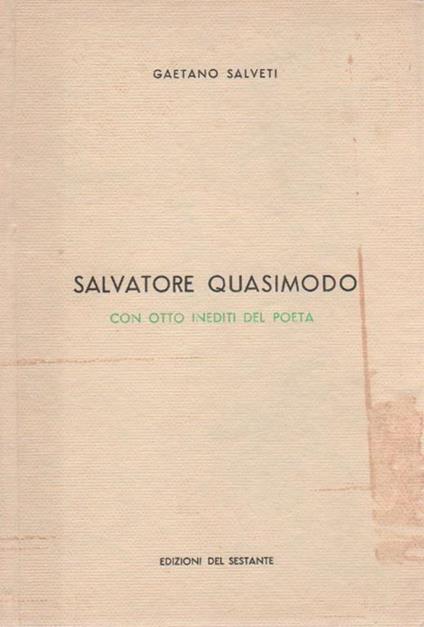 GAETANO SALVETI
SALVATORE QUASIMODO
CON OTTO INEDITI DEL POETA
EDIZIONI DEL SESTANTE